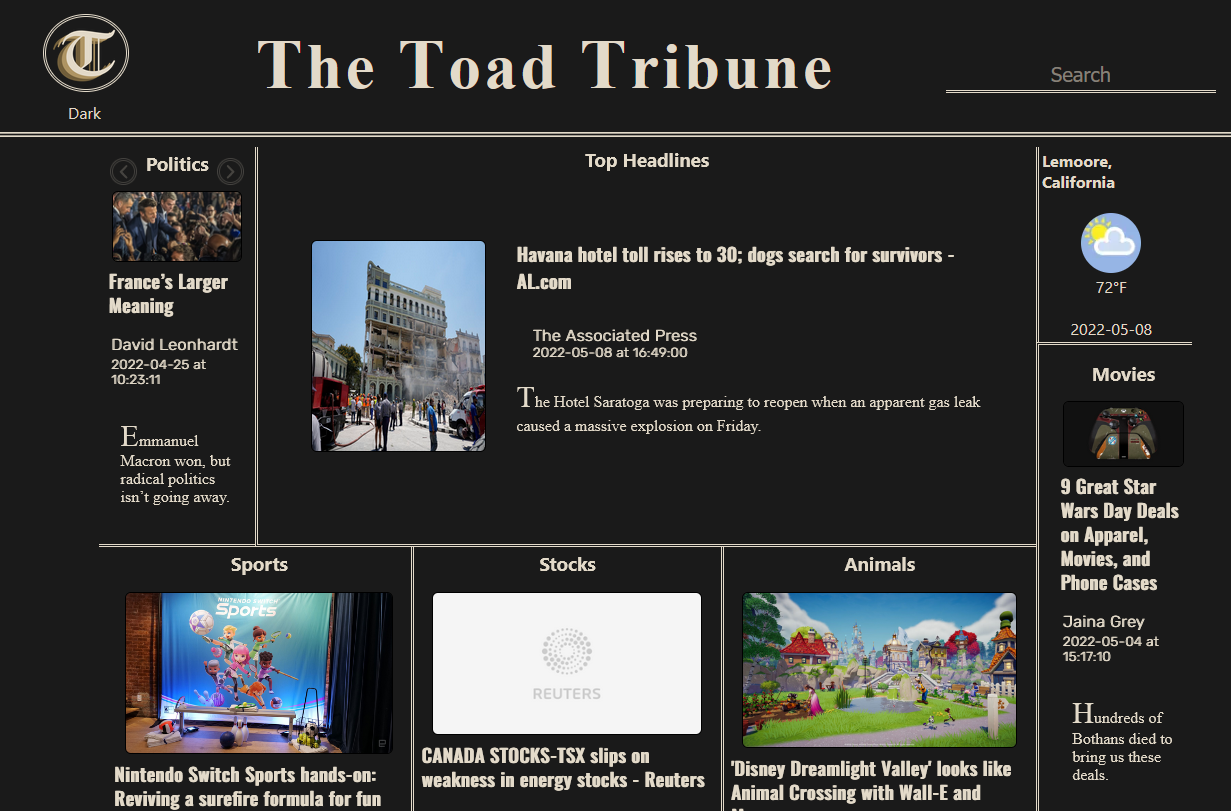 T
Dark
The Toad Tribune
Search
Politics
France’s Larger
Meaning
David Leonhardt
2022-04-25 at
10:23:11
Emmanuel
Macron won, but
radical politics
isn’t going away.
Top Headlines
Havana hotel toll rises to 30; dogs search for survivors -
AL.com
The Associated Press
2022-05-08 at 16:49:00
The Hotel Saratoga was preparing to reopen when an apparent gas leak
caused a massive explosion on Friday.
Lemoore,
California
72°F
2022-05-08
Movies
9 Great Star
Wars Day Deals
on Apparel,
Movies, and
Phone Cases
Jaina Grey
2022-05-04 at
15:17:10
Hundreds of
Bothans died to
bring us these
deals.
Sports
NINTENDO SWITCH
Sports
Nintendo Switch Sports hands-on:
Reviving a surefire formula for fun
Stocks
REUTERS
CANADA STOCKS-TSX slips on
weakness in energy stocks - Reuters
Animals
'Disney Dreamlight Valley' looks like
Animal Crossing with Wall-E and